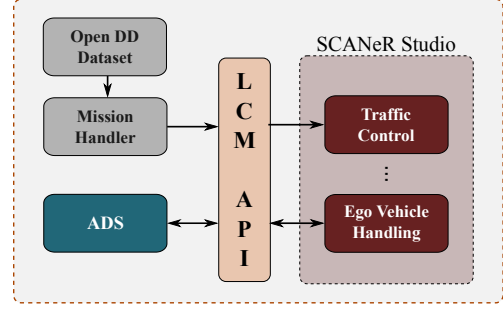 Open DD
Dataset
Mission
Handler
ADS
L
C
M
A
P
I
SCANeR Studio
Traffic
Control
...
Ego Vehicle
Handling